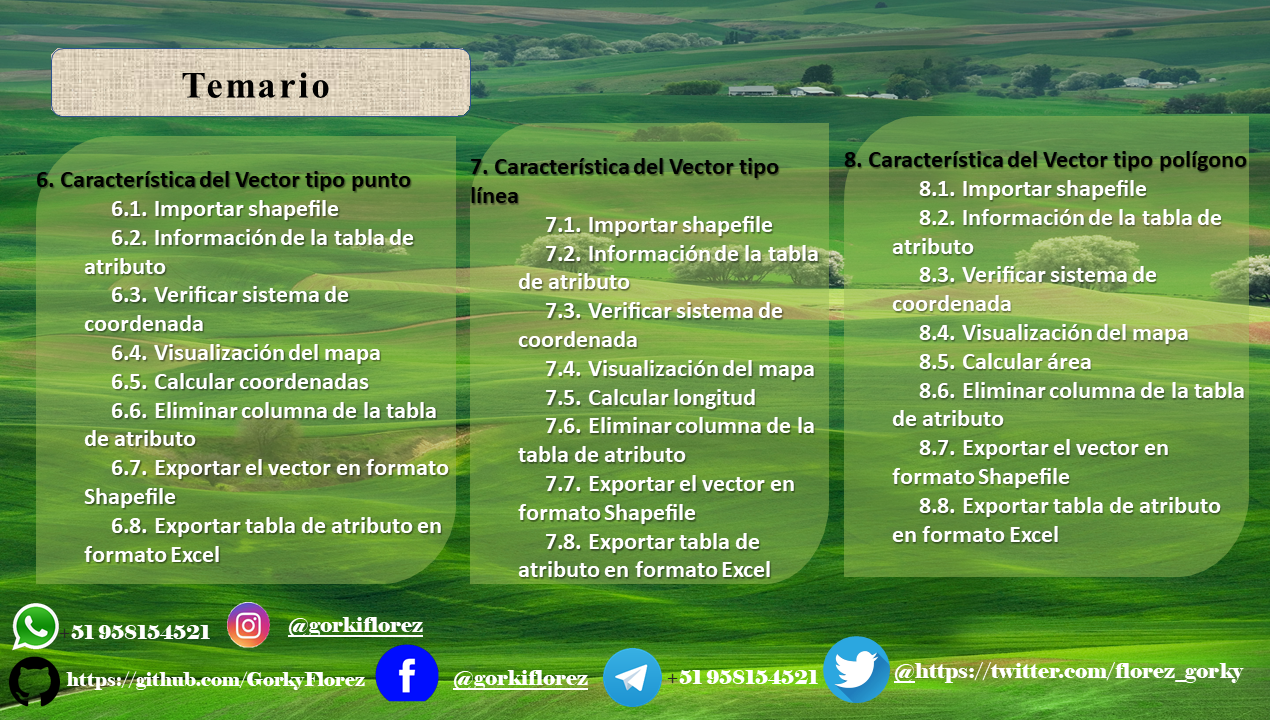 Temario
6. Característica del Vector tipo punto
6.1. Importar shapefile
6.2. Información de la tabla de
atributo
6.3. Verificar sistema de
coordenada
6.4. Visualización del mapa
6.5. Calcular coordenadas
6.6. Eliminar columna de la tabla
de atributo
6.7. Exportar el vector en formato
Shapefile
6.8. Exportar tabla de atributo en
formato Excel
7. Característica del Vector tipo
línea
7.1. Importar shapefile
7.2. Información de la tabla
de atributo
7.3. Verificar sistema de
coordenada
7.4. Visualización del mapa
7.5. Calcular longitud
7.6. Eliminar columna de la
tabla de atributo
7.7. Exportar el vector en
formato Shapefile
7.8. Exportar tabla de
atributo en formato Excel
8. Característica del Vector tipo polígono
8.1. Importar shapefile
8.2. Información de la tabla de
atributo
8.3. Verificar sistema de
coordenada
8.4. Visualización del mapa
8.5. Calcular área
8.6. Eliminar columna de la tabla
de atributo
8.7. Exportar el vector en
formato Shapefile
8.8. Exportar tabla de atributo
en formato Excel
+51 958154521
@gorkiflorez
https://github.com/GorkyFlorez
@gorkiflorez
+51 958154521
@https://twitter.com/florez_gorky